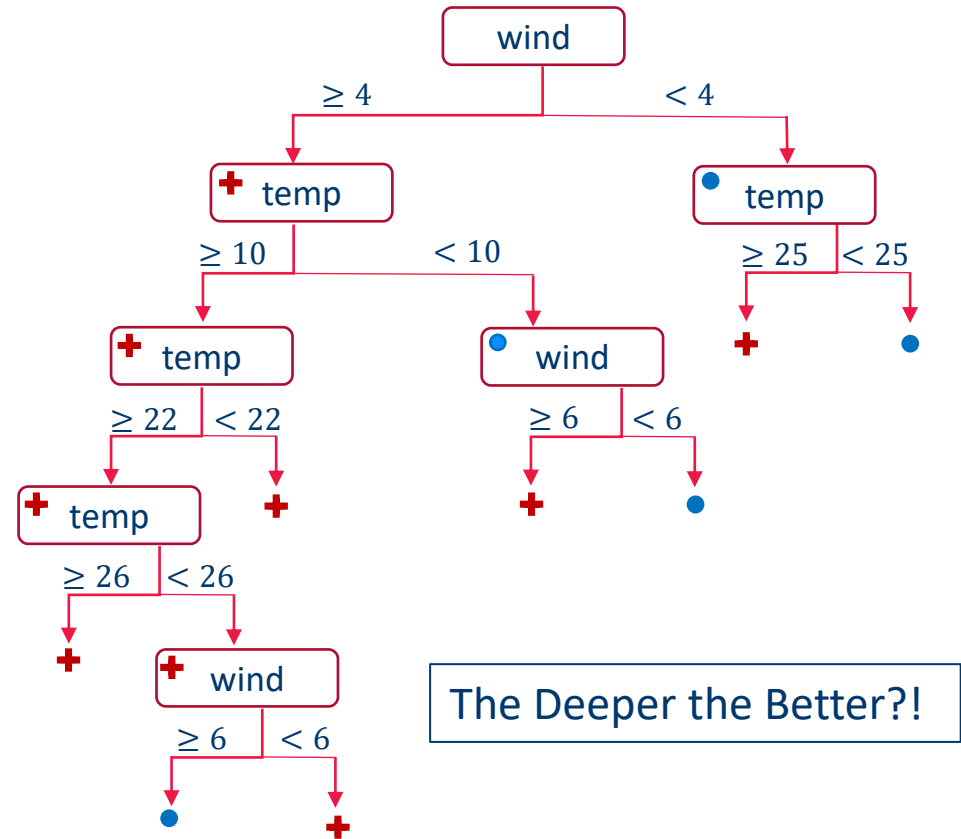 wind
≥ 4
< 4
temp
temp
≥ 10
< 10
≥ 25
< 25
temp
wind
≥ 22
< 22
≥ 6
< 6
temp
≥ 26
< 26
wind
The Deeper the Better?!
≥ 6
< 6